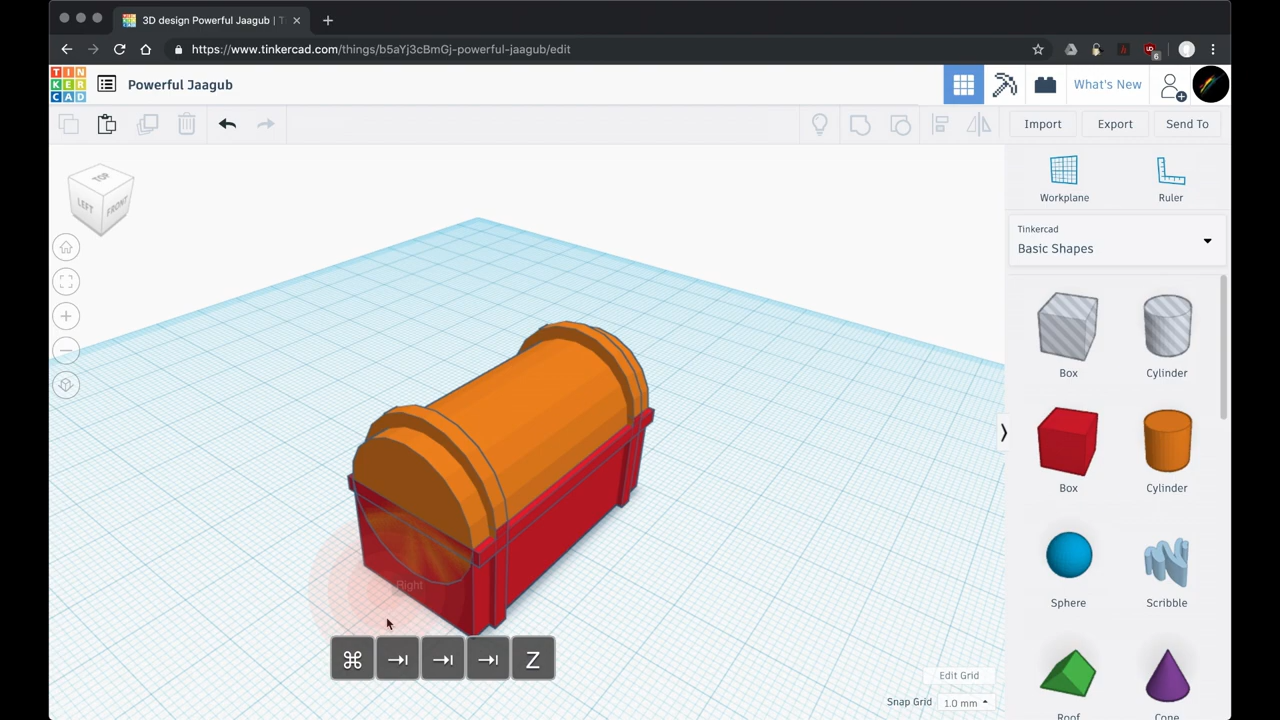 3D design Powerful Jaagub | T
https://www.tinkercad.com/things/b5aYj3cBmGj-powerful-jaagub/edit
6
TIN
KER
CAD
Powerful Jaagub
What's New
Import
Export
Send To
TOP
LEFT
FRONT
Workplane
Ruler
Tinkercad
Basic Shapes
Box
Cylinder
Box
Cylinder
Sphere
Scribble
Roof
Cone
Right
⌘ ⇥ ⇥ ⇥ Z
Edit Grid
Snap Grid 1.0 mm